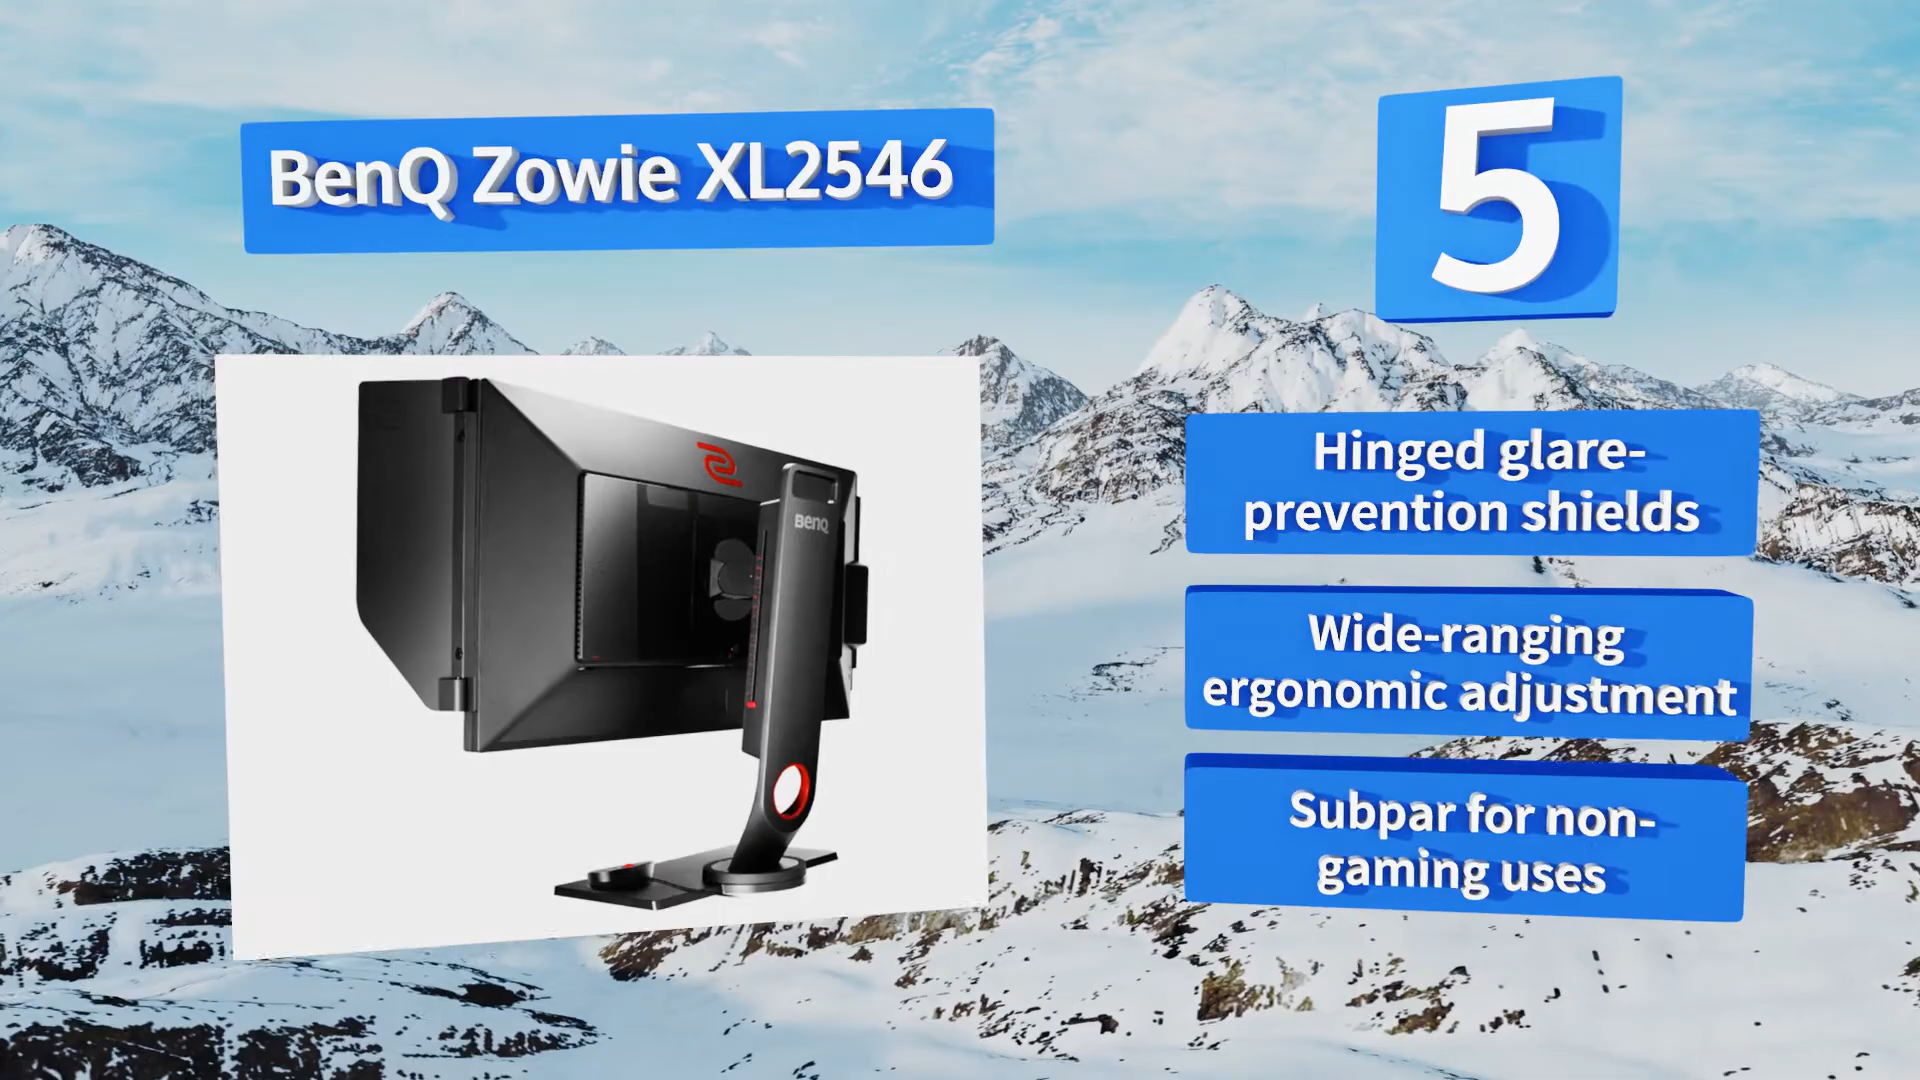 BenQ Zowie XL2546
5
BenQ
Hinged glare-
prevention shields
Wide-ranging
ergonomic adjustment
Subpar for non-
gaming uses